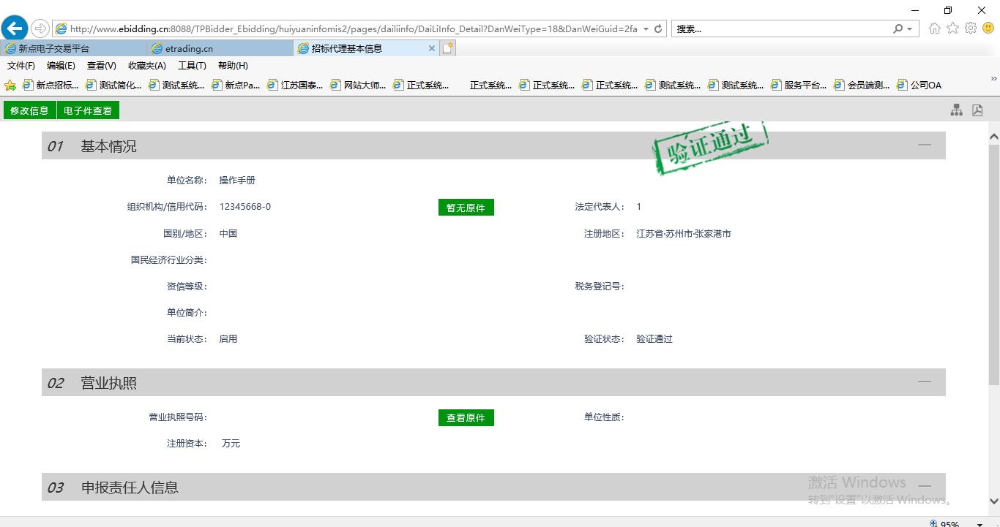 http://www.ebidding.cn:8088/TPBidder_Ebidding/huiyuaninfomis2/pages/dailiinfo/DaiLiInfo_Detail?DanWeiType=18&DanWeiGuid=2fa
搜索...
新点电子交易平台 etrading.cn 招标代理基本信息
文件(F) 编辑(E) 查看(V) 收藏夹(A) 工具(T) 帮助(H)
新点招标... 测试简化... 测试系统... 新点Pa... 江苏国泰... 网站大师... 正式系统... 正式系统... 正式系统... 正式系统... 测试系统... 测试系统... 服务平台... 会员端测... 公司OA
修改信息 电子件查看
01 基本情况
验证通过
单位名称: 操作手册
组织机构/信用代码: 12345668-0 暂无原件 法定代表人: 1
国别/地区: 中国 注册地区: 江苏省·苏州市·张家港市
国民经济行业分类:
资信等级: 税务登记号:
单位简介:
当前状态: 启用 验证状态: 验证通过
02 营业执照
营业执照号码: 查看原件 单位性质:
注册资本: 万元
03 申报责任人信息
激活 Windows
转到"设置"以激活 Windows。
95%